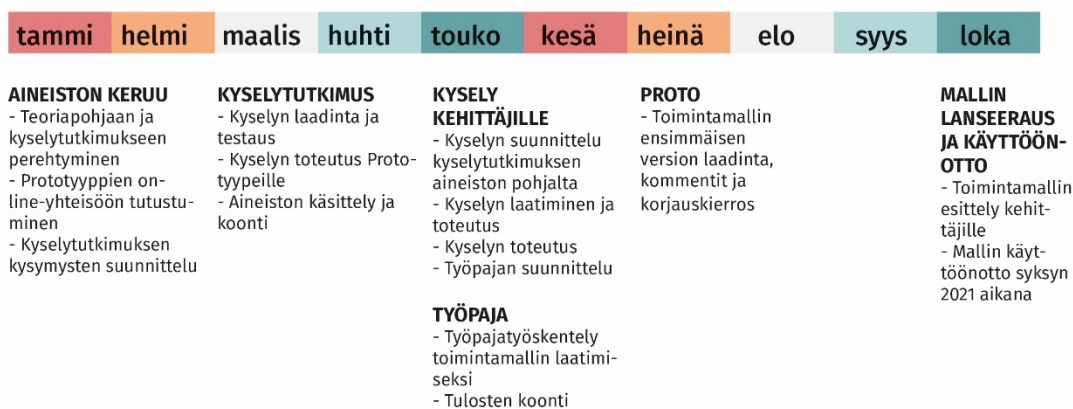 tammi helmi maalis huhti touko kesä heinä elo syys loka
AINEISTON KERUU
- Teoriapohjaan ja
kyselytutkimukseen
perehtyminen
- Prototyyppien on-
line-yhteisöön tutustu-
minen
- Kyselytutkimuksen
kysymysten suunnittelu
KYSELYTUTKIMUS
- Kyselyn laadinta ja
testaus
- Kyselyn toteutus Proto-
tyypeille
- Aineiston käsittely ja
koonti
KYSELY
KEHITTÄJILLE
- Kyselyn suunnittelu
kyselytutkimuksen
aineiston pohjalta
- Kyselyn laatiminen ja
toteutus
- Kyselyn toteutus
- Työpajan suunnittelu
TYÖPAJA
- Työpajatyöskentely
toimintamallin laatimi-
seksi
- Tulosten koonti
PROTO
- Toimintamallin
ensimmäisen
version laadinta,
kommentit ja
korjauskierros
MALLIN
LANSEERAUS
JA KÄYTTÖÖN-
OTTO
- Toimintamallin
esittely kehit-
täjille
- Mallin käyt-
töönotto syksyn
2021 aikana